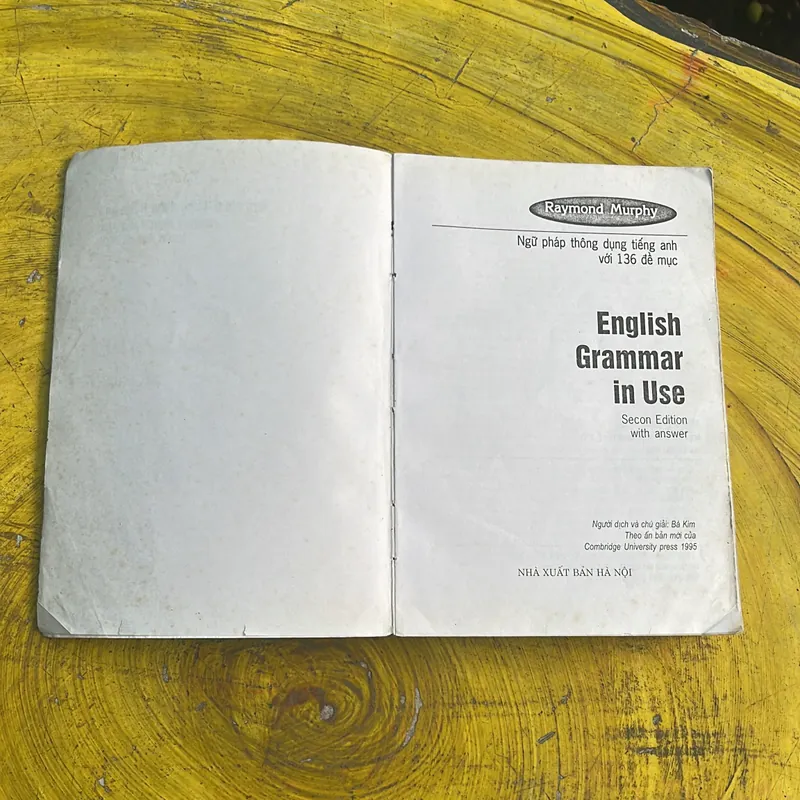 Raymond Murphy
Ngữ pháp thông dụng tiếng anh
với 136 đề mục
English
Grammar
in Use
Secon Edition
with answer
Người dịch và chú giải: Bá Kim
Theo ấn bản mới của
Combridge University press 1995
NHÀ XUẤT BẢN HÀ NỘI